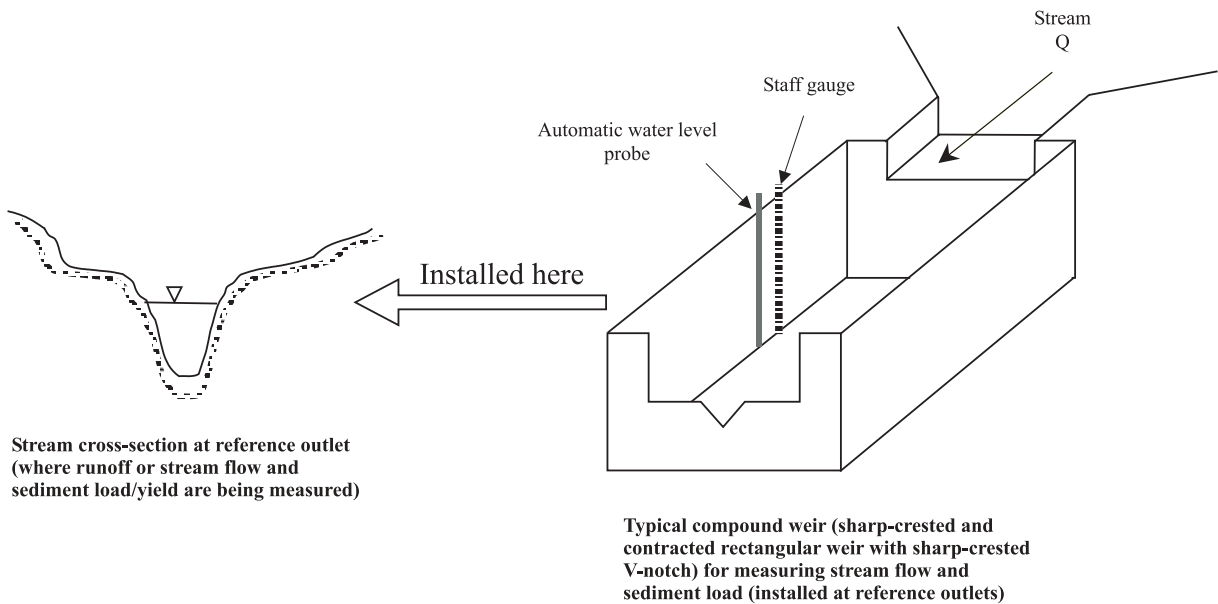 Stream
Q
Staff gauge
Automatic water level
probe
Installed here
Stream cross-section at reference outlet
(where runoff or stream flow and
sediment load/yield are being measured)
Typical compound weir (sharp-crested and
contracted rectangular weir with sharp-crested
V-notch) for measuring stream flow and
sediment load (installed at reference outlets)